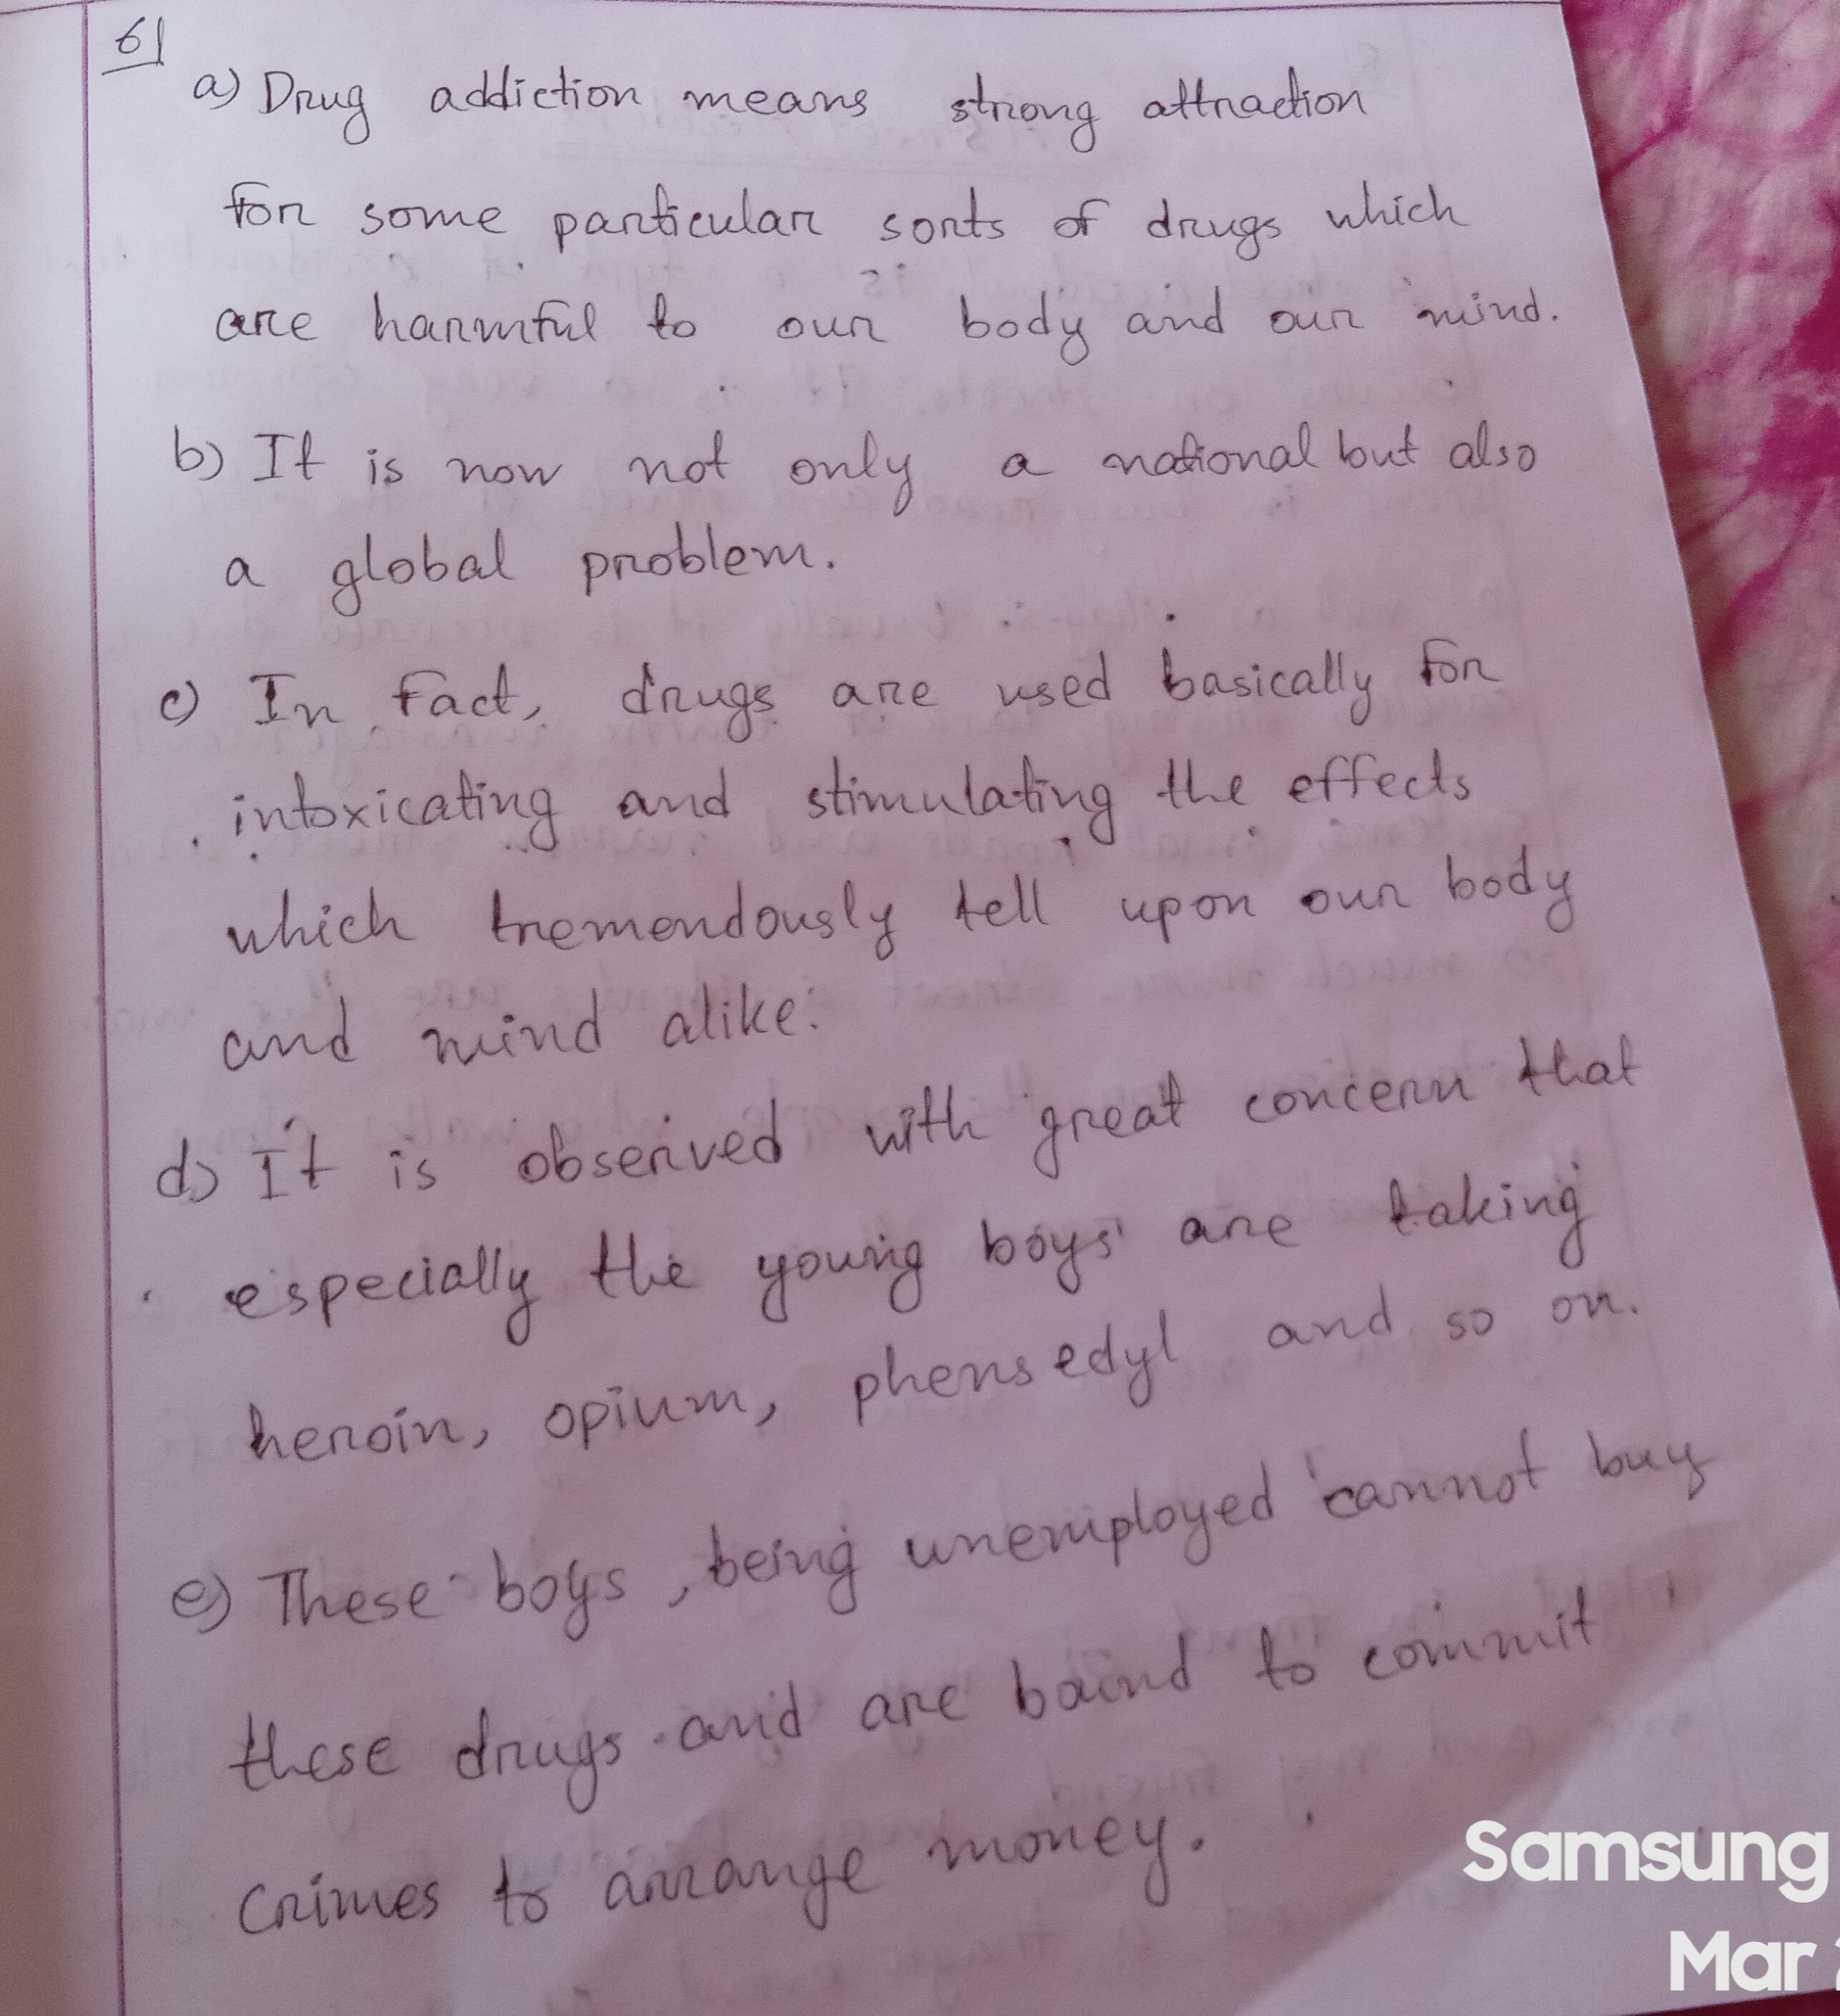 6|
a) Drug addiction means strong attraction
for some particular sorts of drugs which
are harmful to our body and our mind.
b) It is now not only a national but also
a global problem.
c) In fact, drugs are used basically for
intoxicating and stimulating the effects
which tremendously tell upon our body
and mind alike.
d) It is observed with great concern that
especially the young boys are taking
heroin, opium, phensedyl and so on.
e) These boys, being unemployed cannot buy
these drugs and are baind to commit
crimes to arrange money.
Samsung
Mar